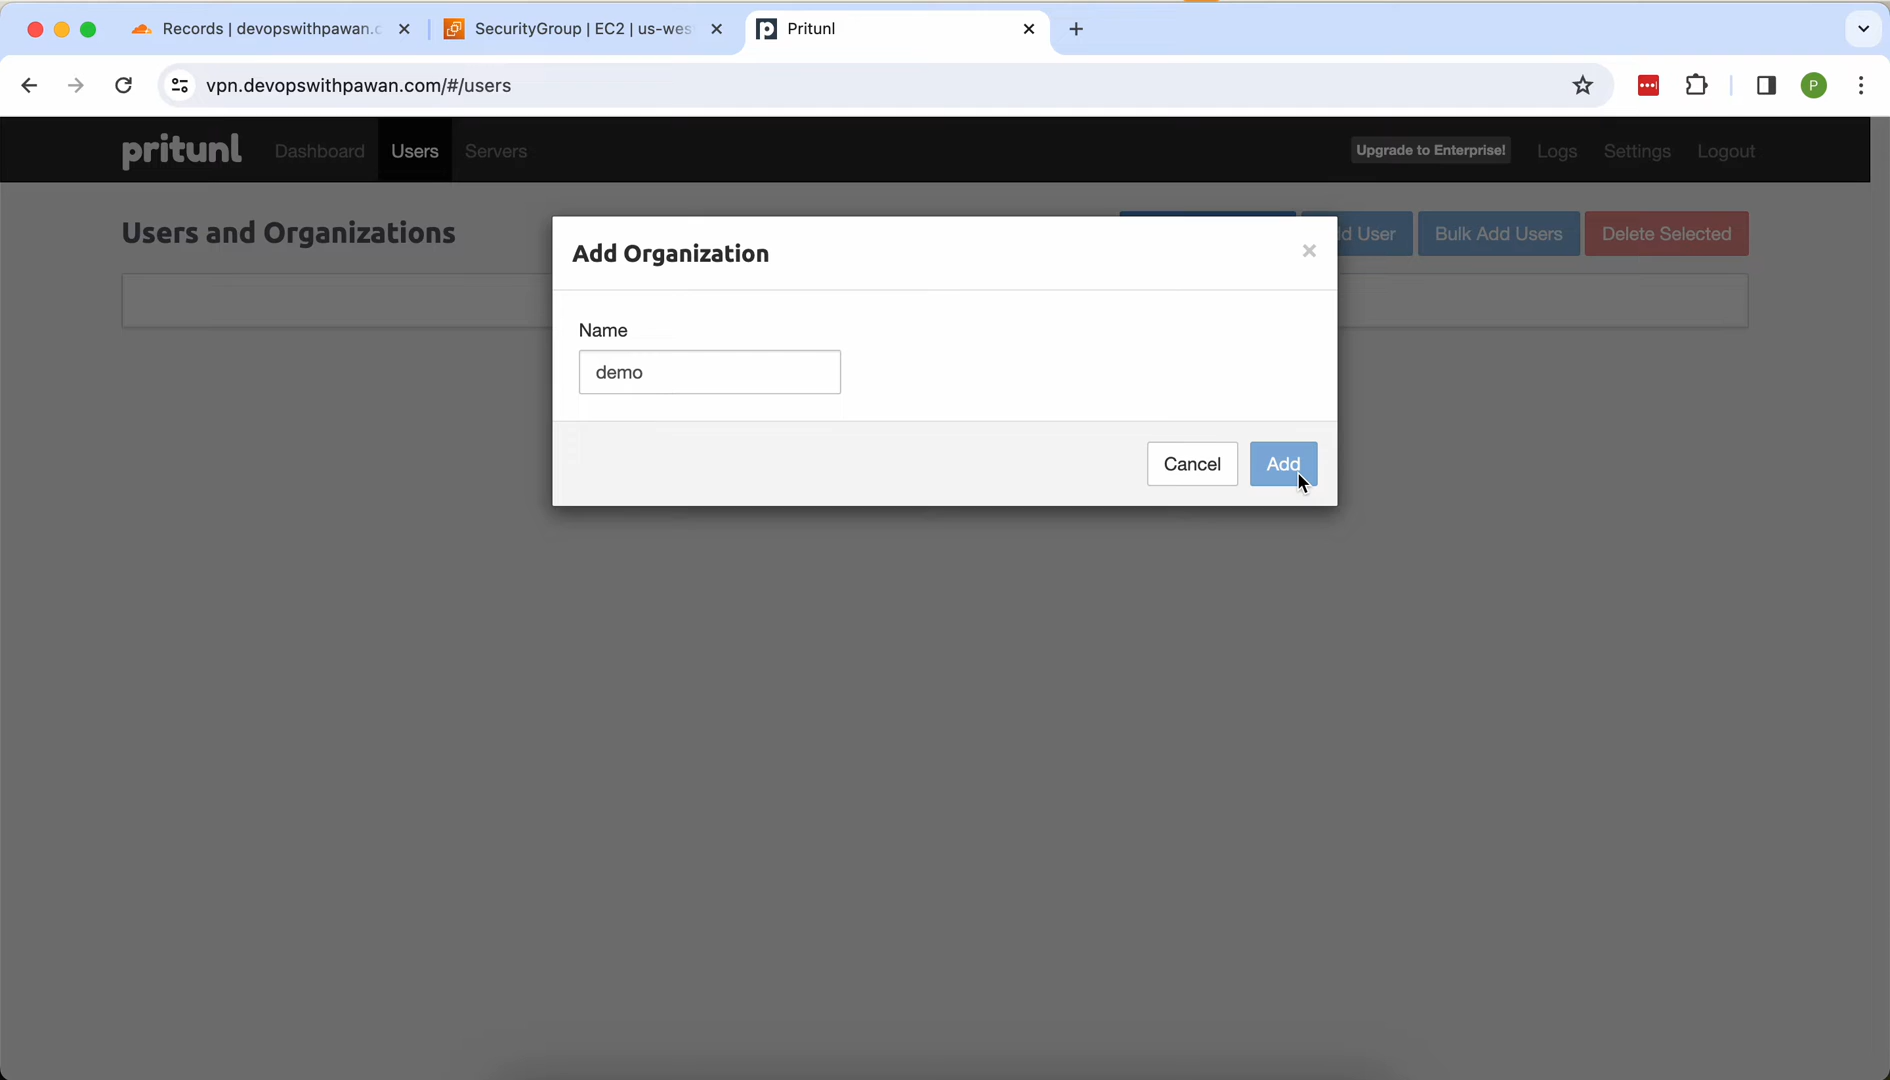 Records | devopswithpawan.c
SecurityGroup | EC2 | us-wes
Pritunl
vpn.devopswithpawan.com/#/users
P
pritunl
Dashboard
Users
Servers
Upgrade to Enterprise!
Logs
Settings
Logout
Users and Organizations
d User
Bulk Add Users
Delete Selected
Add Organization
Name
demo
Cancel
Add